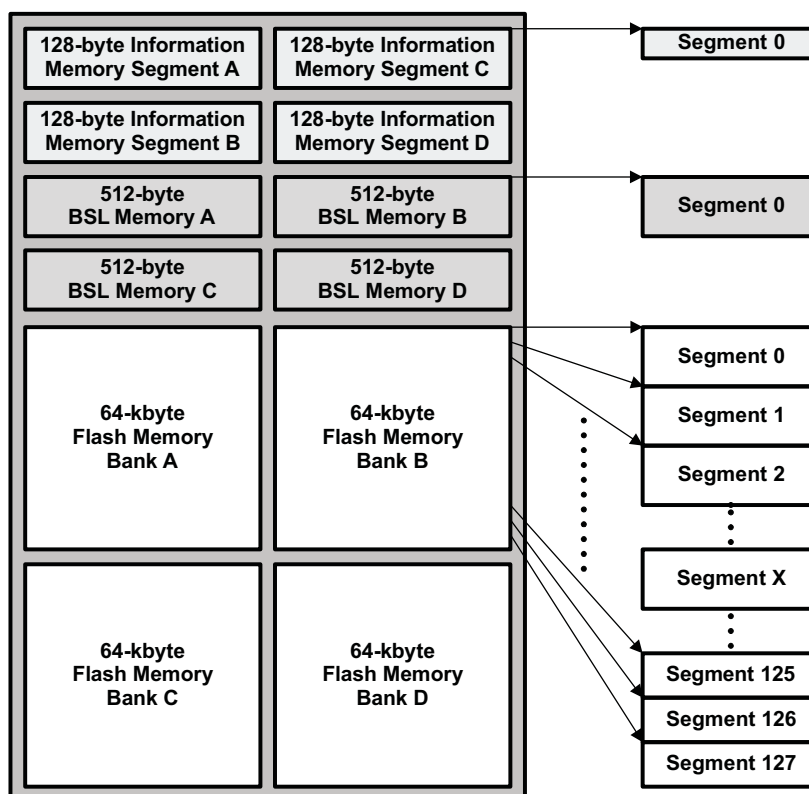 128-byte Information
Memory Segment A
128-byte Information
Memory Segment C
Segment 0
128-byte Information
Memory Segment B
128-byte Information
Memory Segment D
512-byte
BSL Memory A
512-byte
BSL Memory B
Segment 0
512-byte
BSL Memory C
512-byte
BSL Memory D
64-kbyte
Flash Memory
Bank A
64-kbyte
Flash Memory
Bank B
Segment 0
Segment 1
Segment 2
Segment X
64-kbyte
Flash Memory
Bank C
64-kbyte
Flash Memory
Bank D
Segment 125
Segment 126
Segment 127